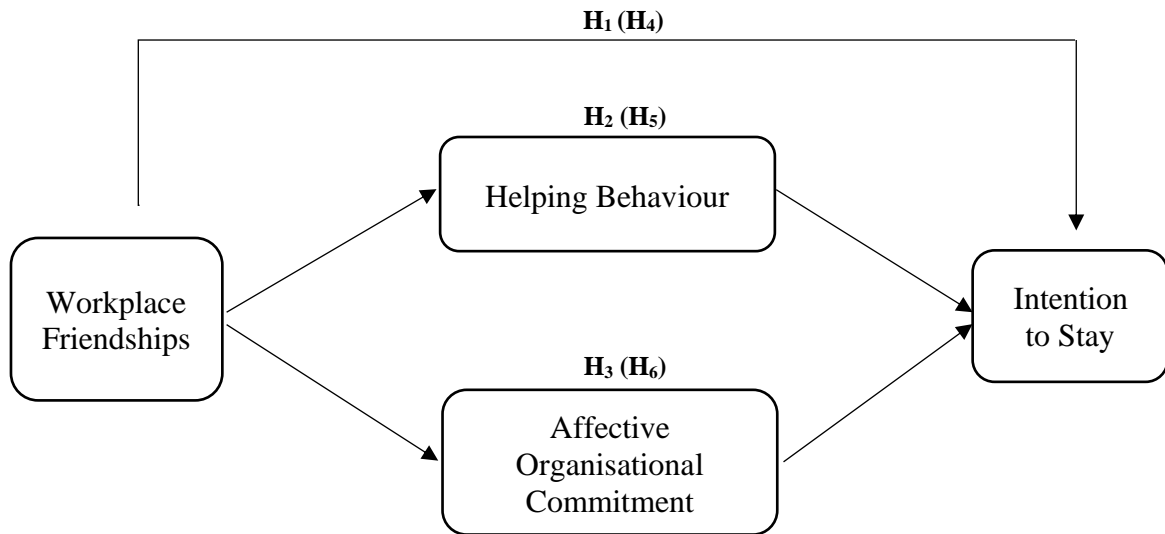 H₁ (H₄)
H₂ (H₅)
Helping Behaviour
Workplace
Friendships
Intention
to Stay
H₃ (H₆)
Affective
Organisational
Commitment